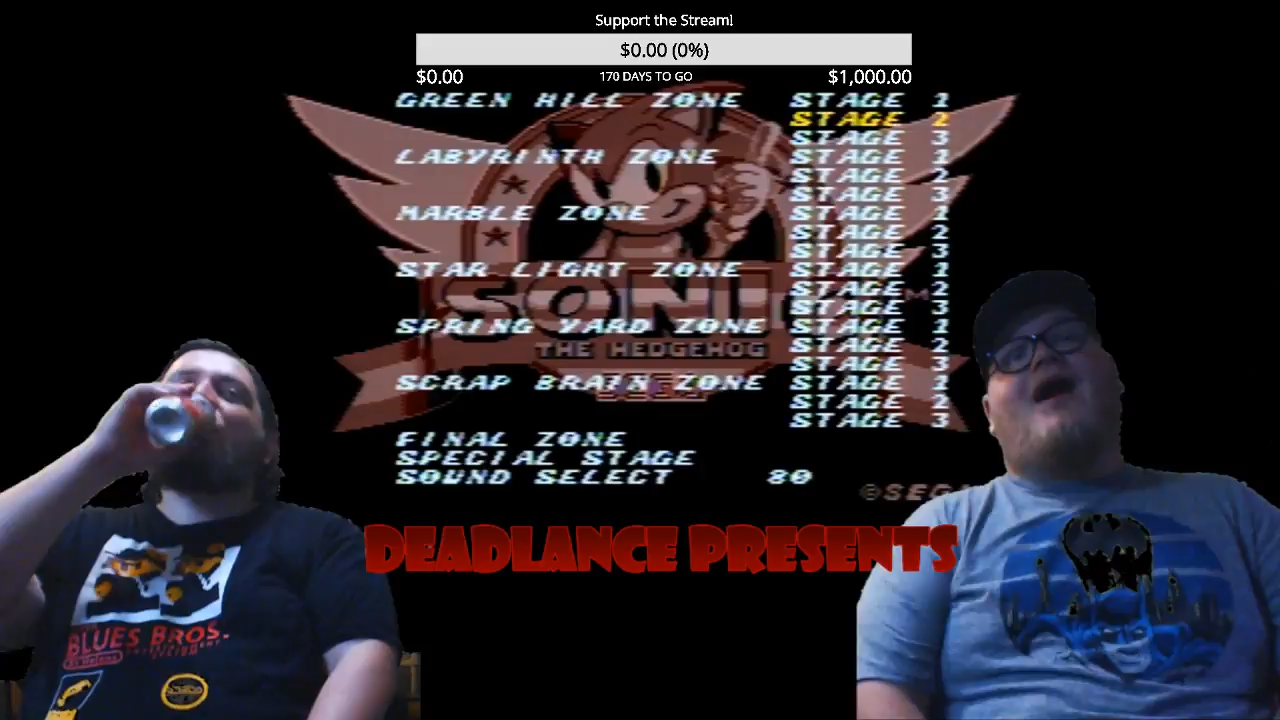 Support the Stream!
$0.00 (0%)
$0.00 170 DAYS TO GO $1,000.00
GREEN HILL ZONE STAGE 1
STAGE 2
STAGE 3
LABYRINTH ZONE STAGE 1
STAGE 2
STAGE 3
MARBLE ZONE STAGE 1
STAGE 2
STAGE 3
STAR LIGHT ZONE STAGE 1
STAGE 2
STAGE 3
SPRING YARD ZONE STAGE 1
STAGE 2
STAGE 3
SCRAP BRAIN ZONE STAGE 1
STAGE 2
STAGE 3
FINAL ZONE
SPECIAL STAGE
SOUND SELECT 80
SONI
THE HEDGEHOG
©SEGA
DEADLANCE PRESENTS
BLUES BROS.